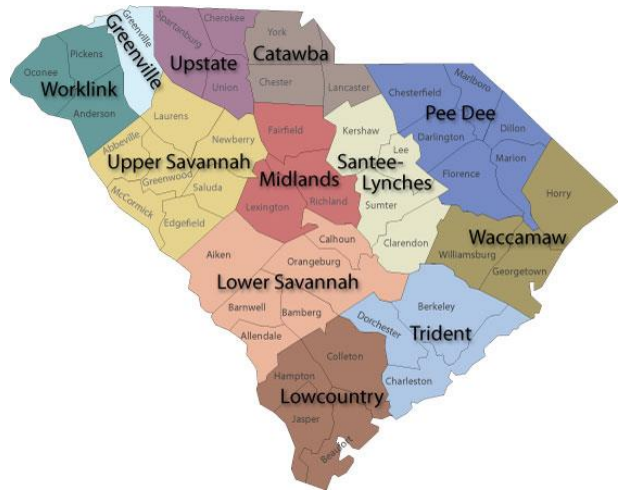 Greenville
Greenville
Spartanburg
Cherokee
Upstate
Union
York
Catawba
Chester
Lancaster
Pickens
Oconee
Worklink
Anderson
Chesterfield
Marlboro
Pee Dee
Darlington
Dillon
Marion
Florence
Laurens
Abbeville
Newberry
Upper Savannah
Greenwood
McCormick
Saluda
Edgefield
Fairfield
Midlands
Lexington
Richland
Kershaw
Lee
Santee-
Lynches
Sumter
Clarendon
Horry
Waccamaw
Williamsburg
Georgetown
Aiken
Calhoun
Orangeburg
Lower Savannah
Barnwell
Bamberg
Allendale
Berkeley
Dorchester
Trident
Charleston
Colleton
Hampton
Lowcountry
Jasper
Beaufort